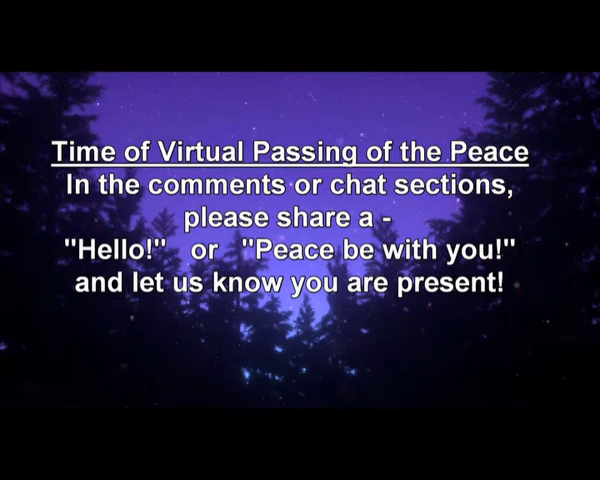 Time of Virtual Passing of the Peace
In the comments or chat sections,
please share a -
"Hello!"   or   "Peace be with you!"
and let us know you are present!